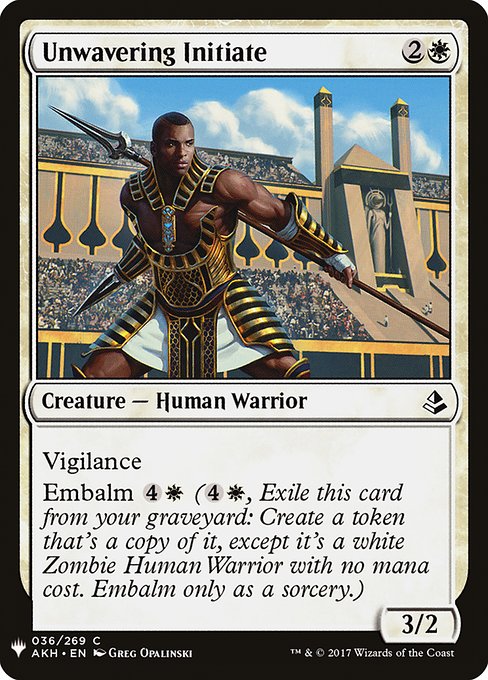 Unwavering Initiate 2
Creature — Human Warrior
Vigilance
Embalm 4 (4, Exile this card
from your graveyard: Create a token
that's a copy of it, except it's a white
Zombie Human Warrior with no mana
cost. Embalm only as a sorcery.)
3/2
036/269 C
AKH • EN Greg Opalinski
™ & © 2017 Wizards of the Coast